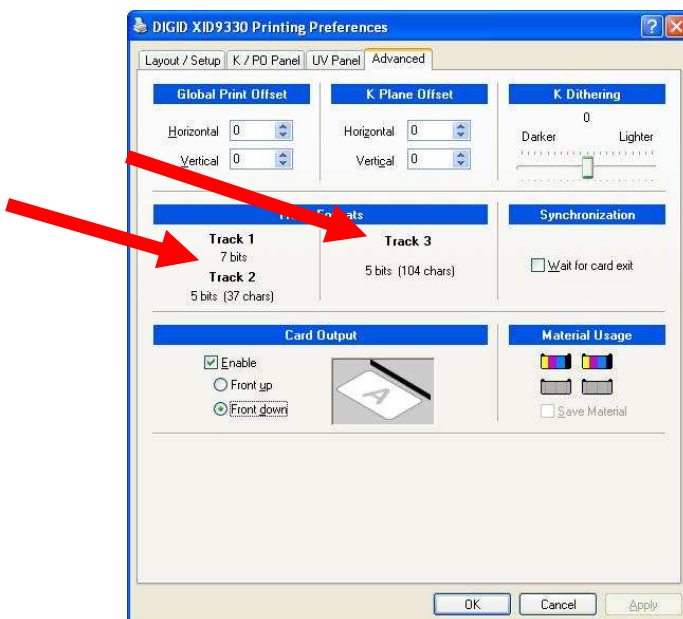 DIGID XID9330 Printing Preferences
Layout / Setup K / PO Panel UV Panel Advanced
Global Print Offset K Plane Offset K Dithering
0
Horizontal 0 Horizontal 0 Darker Lighter
Vertical 0 Vertical 0
Formats Synchronization
Track 1 Track 3
7 bits
5 bits (104 chars) Wait for card exit
Track 2
5 bits (37 chars)
Card Output Material Usage
Enable
Front up
Front down Save Material
A
OK Cancel Apply